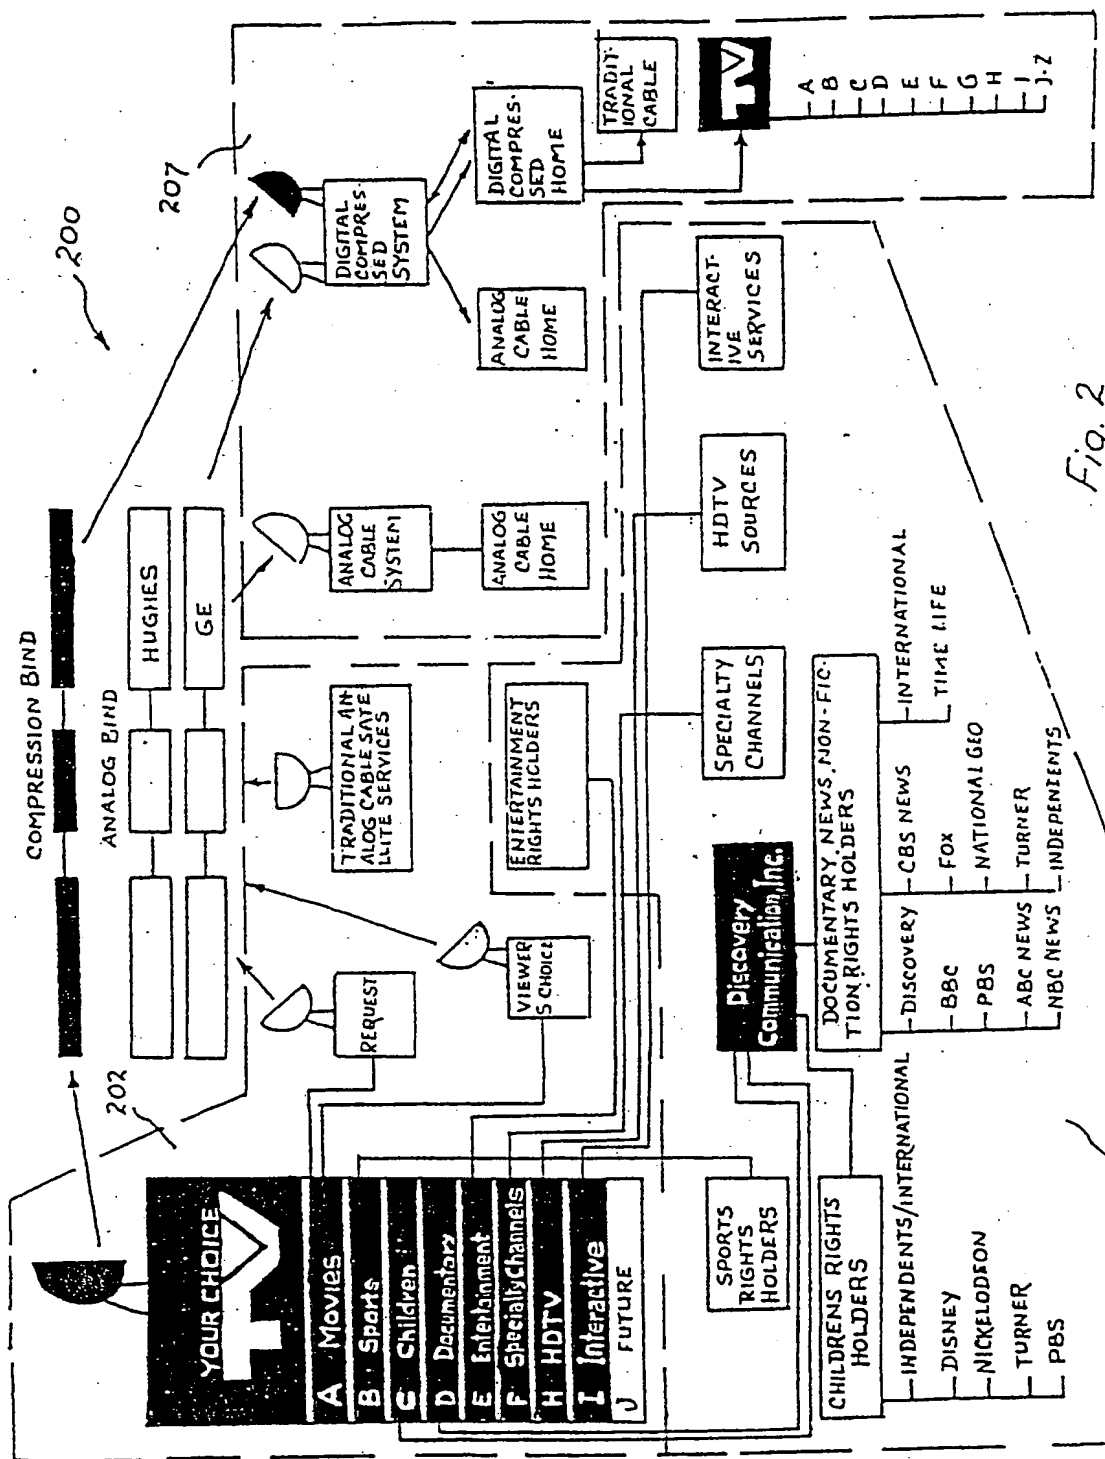 200
COMPRESSION BIND
ANALOG BIND
HUGHES
GE
202
207
YOUR CHOICE
TV
A Movies
B Sports
C Children
D Documentary
E Entertainment
F Specialty Channels
H HDTV
I Interactive
J FUTURE
REQUEST
VIEWER
S CHOICE
TRADITIONAL AN-
ALOG CABLE SATE
LLITE SERVICES
ENTERTAINMENT
RIGHTS HOLDERS
ANALOG
CABLE
SYSTEM
ANALOG
CABLE
HOME
DIGITAL
COMPRES-
SED
SYSTEM
ANALOG
CABLE
HOME
DIGITAL
COMPRES-
SED
HOME
TRADIT-
IONAL
CABLE
TV
A
B
C
D
E
F
G
H
I
J-Z
SPORTS
RIGHTS
HOLDERS
Discovery
Communication, Inc.
SPECIALTY
CHANNELS
HDTV
SOURCES
INTERACT-
IVE
SERVICES
CHILDRENS RIGHTS
HOLDERS
INDEPENDENTS/INTERNATIONAL
DISNEY
NICKELODEON
TURNER
PBS
DOCUMENTARY, NEWS, NON-FIC-
TION RIGHTS HOLDERS
DISCOVERY
BBC
PBS
ABC NEWS
NBC NEWS
CBS NEWS
FOX
NATIONAL GEO
TURNER
INDEPENIENTS
INTERNATIONAL
TIME LIFE
Fig. 2